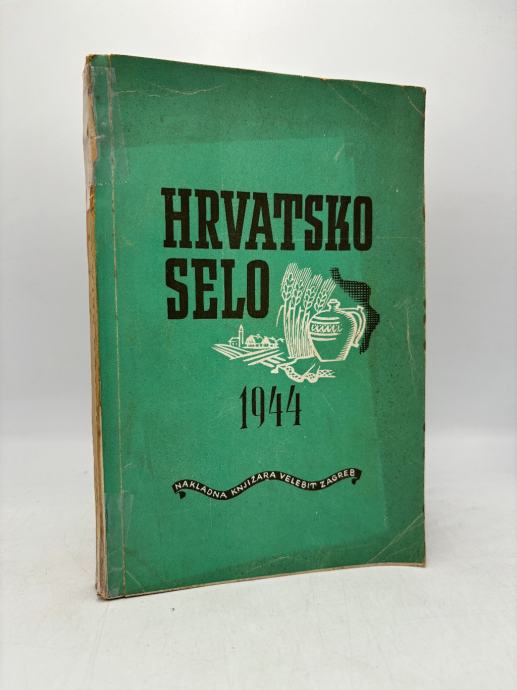 HRVATSKO
SELO
1944
NAKLADNA KNJIŽARA VELEBIT ZAGREB